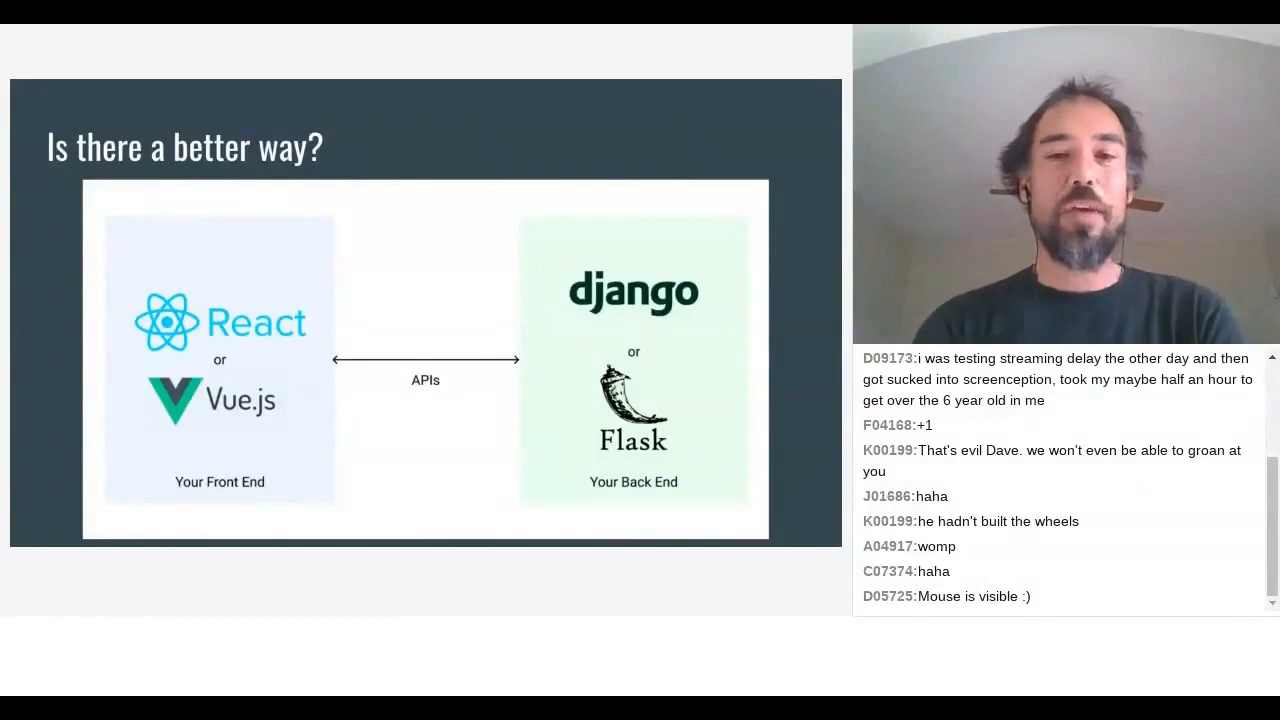 Is there a better way?
React
or
Vue.js
Your Front End
APIs
django
or
Flask
Your Back End
D09173:i was testing streaming delay the other day and then
got sucked into screenception, took my maybe half an hour to
get over the 6 year old in me
F04168:+1
K00199:That's evil Dave. we won't even be able to groan at
you
J01686:haha
K00199:he hadn't built the wheels
A04917:womp
C07374:haha
D05725:Mouse is visible :)